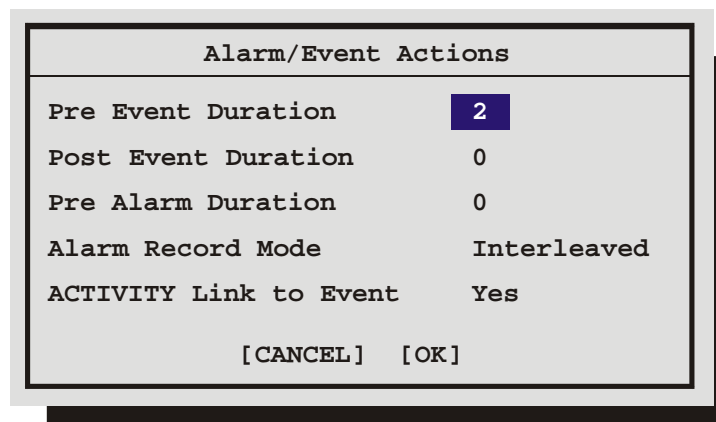 Alarm/Event Actions
Pre Event Duration 2
Post Event Duration 0
Pre Alarm Duration 0
Alarm Record Mode Interleaved
ACTIVITY Link to Event Yes
[CANCEL] [OK]